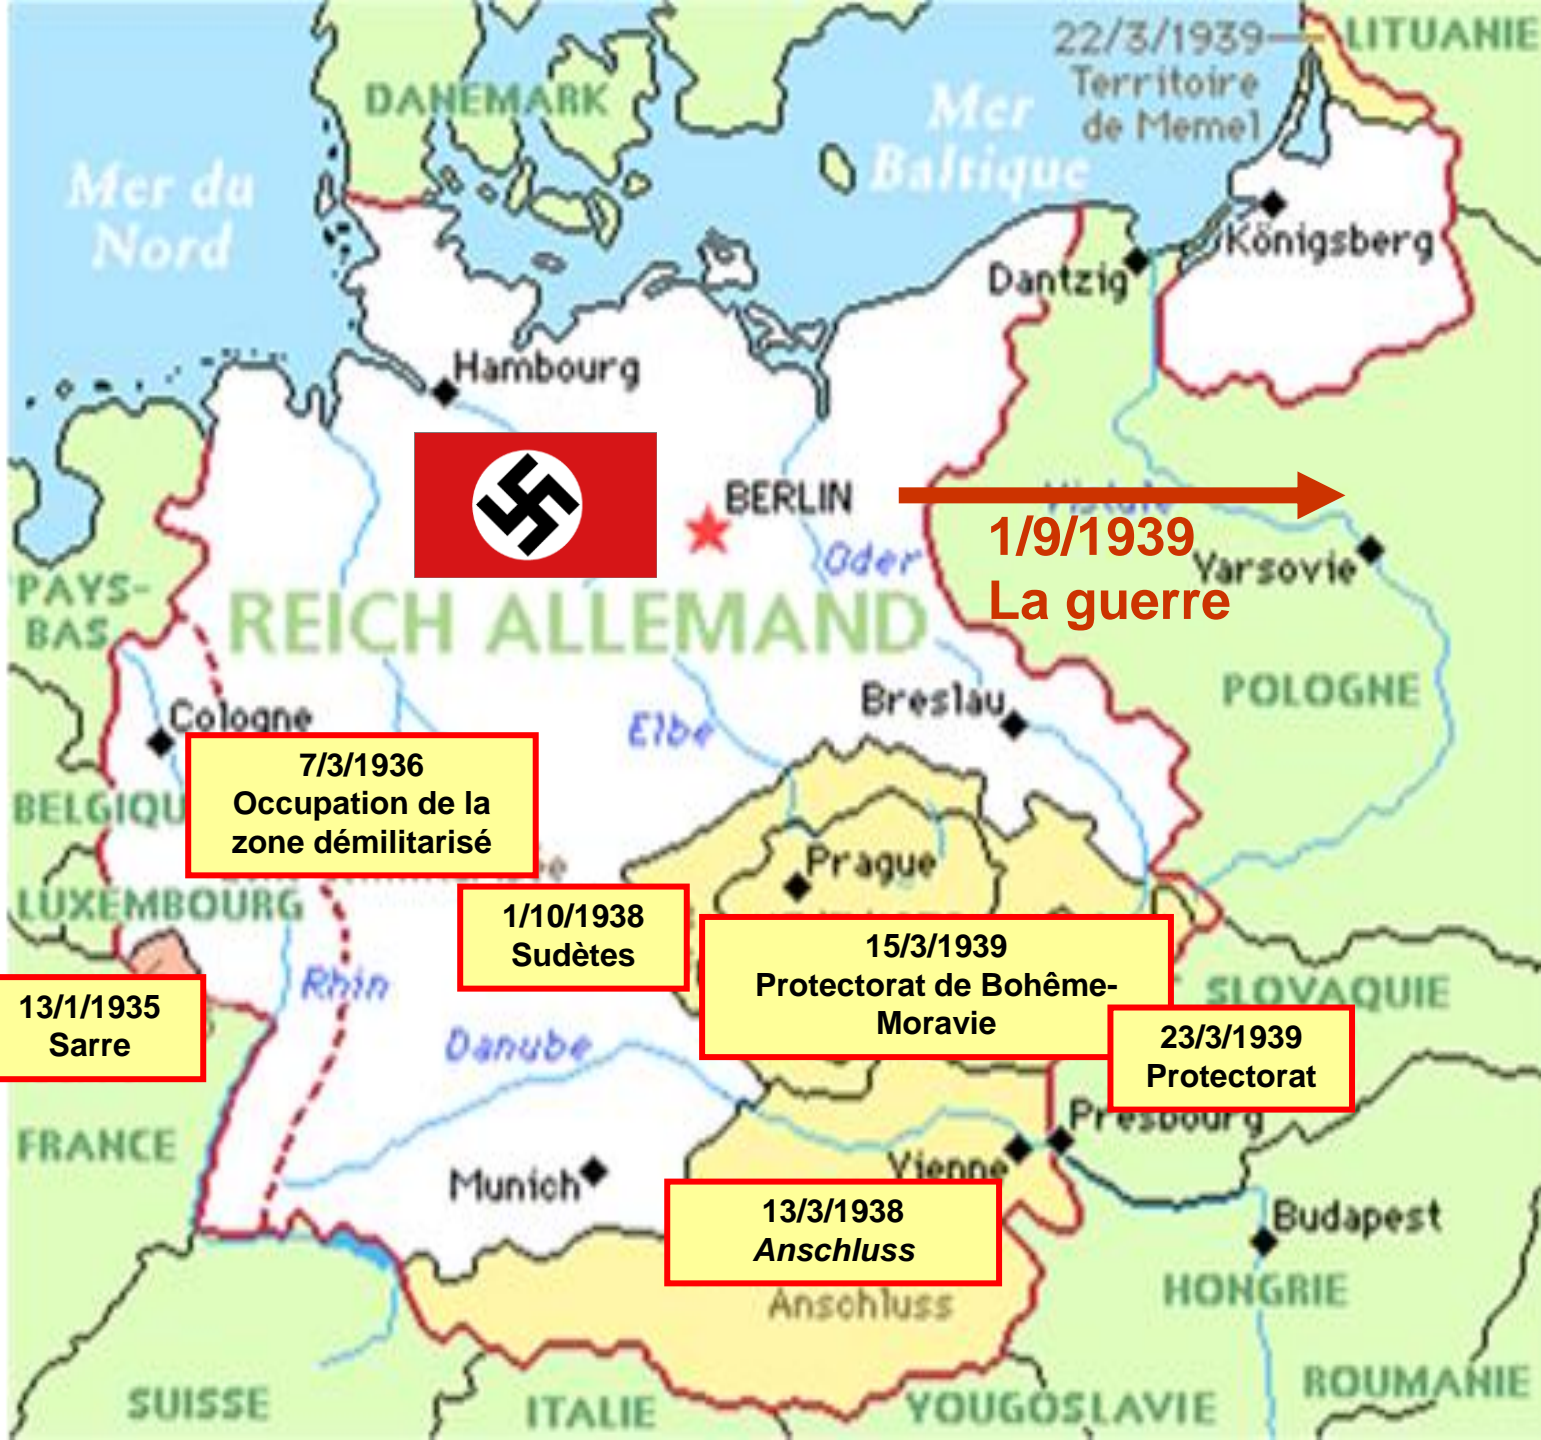 22/3/1939
Territoire
de Memel
LITUANIE
DANEMARK
Mer
Baltique
Mer du
Nord
Königsberg
Dantzig
Hambourg
BERLIN
Vistule
1/9/1939
La guerre
Varsovie
Oder
PAYS-
BAS
REICH ALLEMAND
POLOGNE
Breslau
Cologne
Elbe
7/3/1936
Occupation de la
zone démilitarisé
BELGIQU
Prague
LUXEMBOURG
1/10/1938
Sudètes
15/3/1939
Protectorat de Bohême-
Moravie
SLOVAQUIE
Rhin
13/1/1935
Sarre
23/3/1939
Protectorat
Danube
Presbourg
FRANCE
Vienne
Munich
13/3/1938
Anschluss
Budapest
HONGRIE
Anschluss
ROUMANIE
SUISSE
ITALIE
YOUGOSLAVIE